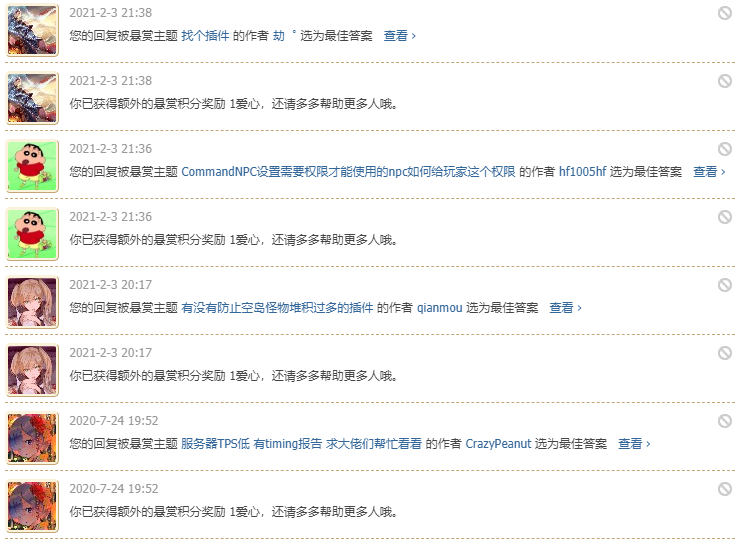 2021-2-3 21:38
您的回复被悬赏主题 找个插件 的作者 劫゜ 选为最佳答案 查看 ›
2021-2-3 21:38
你已获得额外的悬赏积分奖励 1爱心，还请多多帮助更多人哦。
2021-2-3 21:36
您的回复被悬赏主题 CommandNPC设置需要权限才能使用的npc如何给玩家这个权限 的作者 hf1005hf 选为最佳答案 查看 ›
2021-2-3 21:36
你已获得额外的悬赏积分奖励 1爱心，还请多多帮助更多人哦。
2021-2-3 20:17
您的回复被悬赏主题 有没有防止空岛怪物堆积过多的插件 的作者 qianmou 选为最佳答案 查看 ›
2021-2-3 20:17
你已获得额外的悬赏积分奖励 1爱心，还请多多帮助更多人哦。
2020-7-24 19:52
您的回复被悬赏主题 服务器TPS低 有timing报告 求大佬们帮忙看看 的作者 CrazyPeanut 选为最佳答案 查看 ›
2020-7-24 19:52
你已获得额外的悬赏积分奖励 1爱心，还请多多帮助更多人哦。